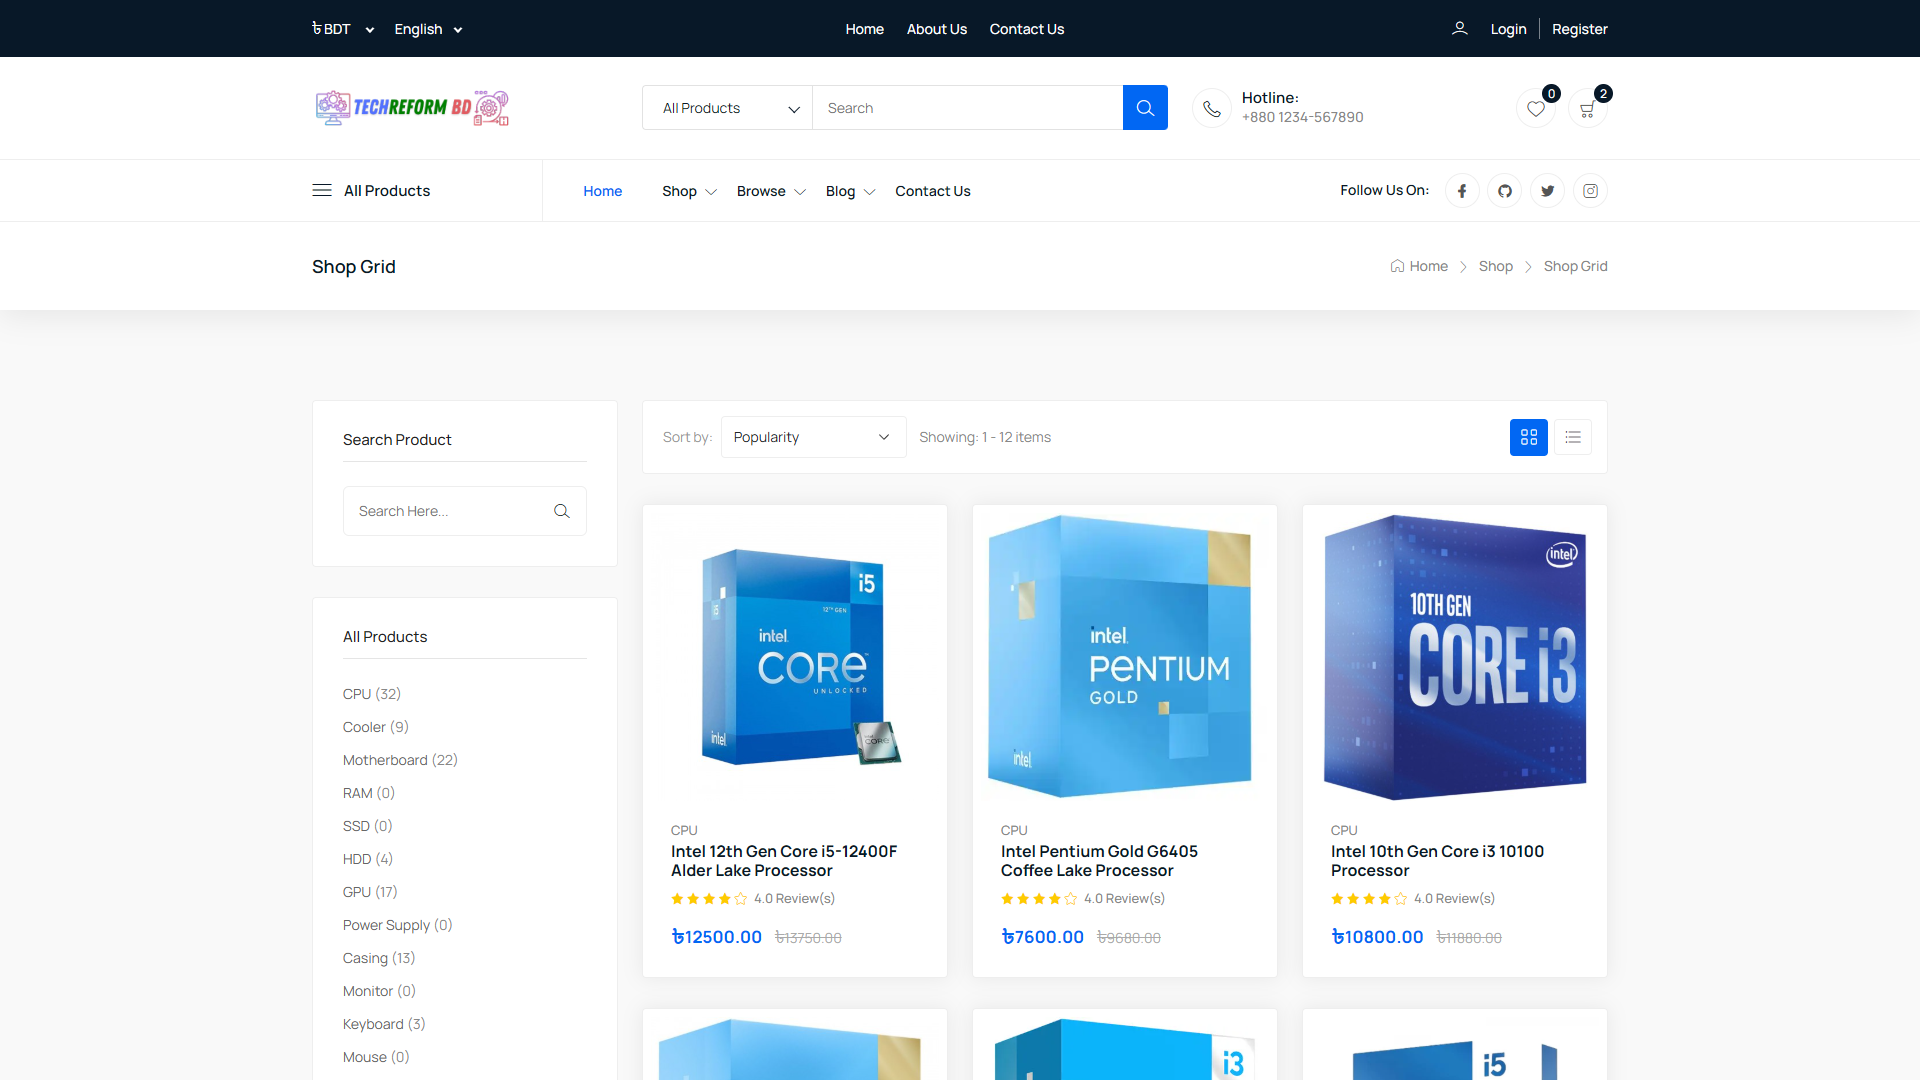 ৳ BDT English Home About Us Contact Us Login Register
TECHREFORM BD
All Products Search
Hotline:
+880 1234-567890
0
2
All Products Home Shop Browse Blog Contact Us Follow Us On:
Shop Grid Home Shop Shop Grid
Search Product
Search Here...
Sort by: Popularity Showing: 1 - 12 items
All Products
CPU (32)
Cooler (9)
Motherboard (22)
RAM (0)
SSD (0)
HDD (4)
GPU (17)
Power Supply (0)
Casing (13)
Monitor (0)
Keyboard (3)
Mouse (0)
i5
i5
12TH GEN
intel.
CORE
UNLOCKED
intel
CORE
CPU
Intel 12th Gen Core i5-12400F
Alder Lake Processor
4.0 Review(s)
৳12500.00 ৳13750.00
intel.
PENTIUM
GOLD
intel
CPU
Intel Pentium Gold G6405
Coffee Lake Processor
4.0 Review(s)
৳7600.00 ৳9680.00
intel
10TH GEN
CORE i3
CPU
Intel 10th Gen Core i3 10100
Processor
4.0 Review(s)
৳10800.00 ৳11880.00
i3
i5